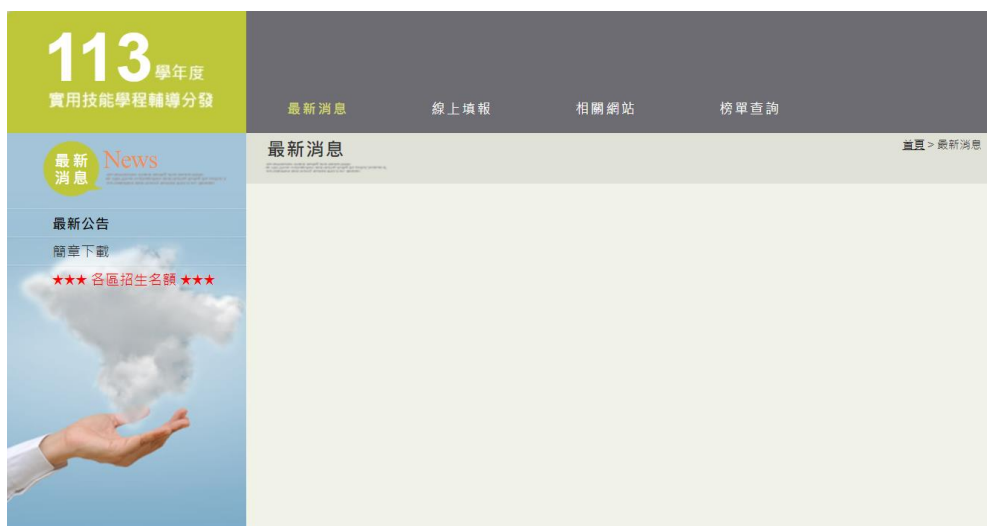 113學年度
實用技能學程輔導分發
最新消息
線上填報
相關網站
榜單查詢
最新
消息
News
最新公告
簡章下載
★★★ 各區招生名額 ★★★
最新消息
首頁 > 最新消息